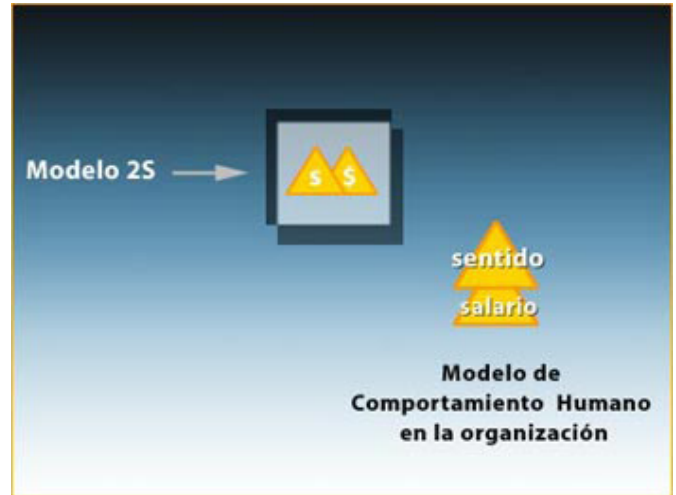 Modelo 2S
s $
sentido
salario
Modelo de
Comportamiento Humano
en la organización